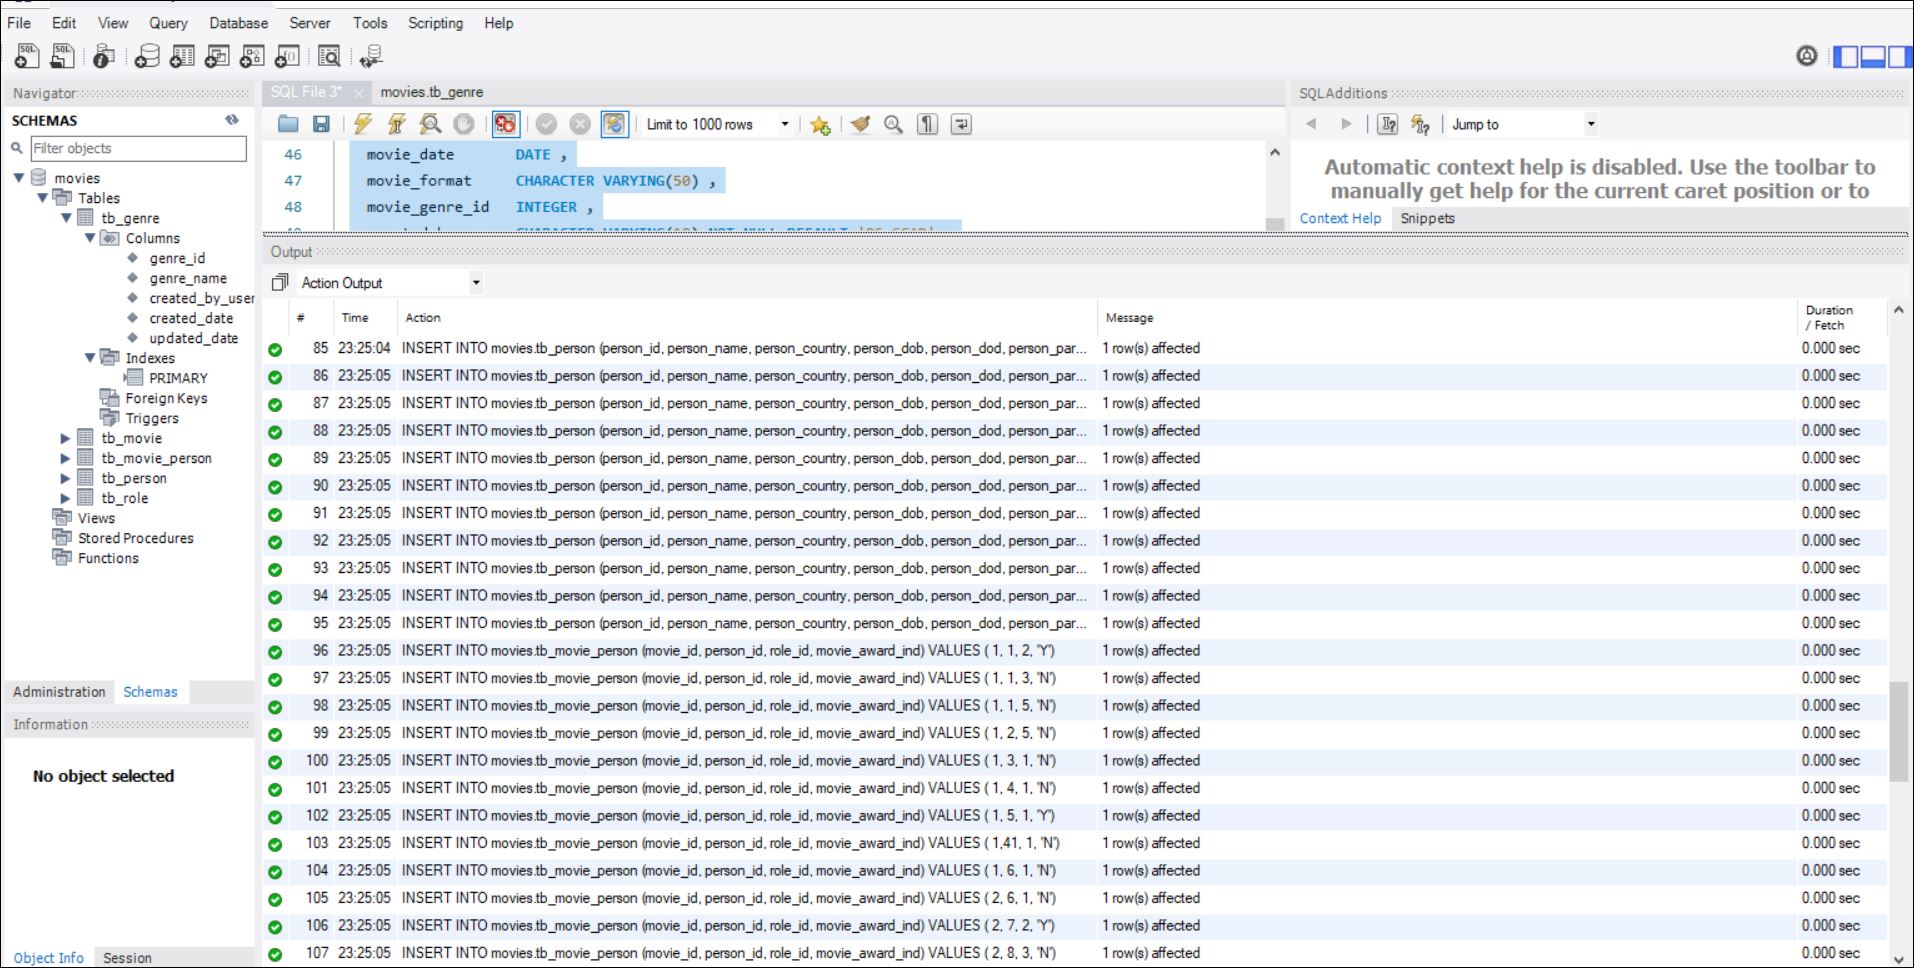 File Edit View Query Database Server Tools Scripting Help
Navigator
SCHEMAS
Filter objects
movies
Tables
tb_genre
Columns
genre_id
genre_name
created_by_user
created_date
updated_date
Indexes
PRIMARY
Foreign Keys
Triggers
tb_movie
tb_movie_person
tb_person
tb_role
Views
Stored Procedures
Functions
Administration Schemas
Information
No object selected
Object Info Session
SQL File 3* movies.tb_genre
Limit to 1000 rows
46 movie_date DATE ,
47 movie_format CHARACTER VARYING(50) ,
48 movie_genre_id INTEGER ,
SQLAdditions
Jump to
Automatic context help is disabled. Use the toolbar to
manually get help for the current caret position or to
Context Help Snippets
Output
Action Output
# Time Action Message Duration / Fetch
85 23:25:04 INSERT INTO movies.tb_person (person_id, person_name, person_country, person_dob, person_dod, person_par... 1 row(s) affected 0.000 sec
86 23:25:05 INSERT INTO movies.tb_person (person_id, person_name, person_country, person_dob, person_dod, person_par... 1 row(s) affected 0.000 sec
87 23:25:05 INSERT INTO movies.tb_person (person_id, person_name, person_country, person_dob, person_dod, person_par... 1 row(s) affected 0.000 sec
88 23:25:05 INSERT INTO movies.tb_person (person_id, person_name, person_country, person_dob, person_dod, person_par... 1 row(s) affected 0.000 sec
89 23:25:05 INSERT INTO movies.tb_person (person_id, person_name, person_country, person_dob, person_dod, person_par... 1 row(s) affected 0.000 sec
90 23:25:05 INSERT INTO movies.tb_person (person_id, person_name, person_country, person_dob, person_dod, person_par... 1 row(s) affected 0.000 sec
91 23:25:05 INSERT INTO movies.tb_person (person_id, person_name, person_country, person_dob, person_dod, person_par... 1 row(s) affected 0.000 sec
92 23:25:05 INSERT INTO movies.tb_person (person_id, person_name, person_country, person_dob, person_dod, person_par... 1 row(s) affected 0.000 sec
93 23:25:05 INSERT INTO movies.tb_person (person_id, person_name, person_country, person_dob, person_dod, person_par... 1 row(s) affected 0.000 sec
94 23:25:05 INSERT INTO movies.tb_person (person_id, person_name, person_country, person_dob, person_dod, person_par... 1 row(s) affected 0.000 sec
95 23:25:05 INSERT INTO movies.tb_person (person_id, person_name, person_country, person_dob, person_dod, person_par... 1 row(s) affected 0.000 sec
96 23:25:05 INSERT INTO movies.tb_movie_person (movie_id, person_id, role_id, movie_award_ind) VALUES ( 1, 1, 2, 'Y') 1 row(s) affected 0.000 sec
97 23:25:05 INSERT INTO movies.tb_movie_person (movie_id, person_id, role_id, movie_award_ind) VALUES ( 1, 1, 3, 'N') 1 row(s) affected 0.000 sec
98 23:25:05 INSERT INTO movies.tb_movie_person (movie_id, person_id, role_id, movie_award_ind) VALUES ( 1, 1, 5, 'N') 1 row(s) affected 0.000 sec
99 23:25:05 INSERT INTO movies.tb_movie_person (movie_id, person_id, role_id, movie_award_ind) VALUES ( 1, 2, 5, 'N') 1 row(s) affected 0.000 sec
100 23:25:05 INSERT INTO movies.tb_movie_person (movie_id, person_id, role_id, movie_award_ind) VALUES ( 1, 3, 1, 'N') 1 row(s) affected 0.000 sec
101 23:25:05 INSERT INTO movies.tb_movie_person (movie_id, person_id, role_id, movie_award_ind) VALUES ( 1, 4, 1, 'N') 1 row(s) affected 0.000 sec
102 23:25:05 INSERT INTO movies.tb_movie_person (movie_id, person_id, role_id, movie_award_ind) VALUES ( 1, 5, 1, 'Y') 1 row(s) affected 0.000 sec
103 23:25:05 INSERT INTO movies.tb_movie_person (movie_id, person_id, role_id, movie_award_ind) VALUES ( 1,41, 1, 'N') 1 row(s) affected 0.000 sec
104 23:25:05 INSERT INTO movies.tb_movie_person (movie_id, person_id, role_id, movie_award_ind) VALUES ( 1, 6, 1, 'N') 1 row(s) affected 0.000 sec
105 23:25:05 INSERT INTO movies.tb_movie_person (movie_id, person_id, role_id, movie_award_ind) VALUES ( 2, 6, 1, 'N') 1 row(s) affected 0.000 sec
106 23:25:05 INSERT INTO movies.tb_movie_person (movie_id, person_id, role_id, movie_award_ind) VALUES ( 2, 7, 2, 'Y') 1 row(s) affected 0.000 sec
107 23:25:05 INSERT INTO movies.tb_movie_person (movie_id, person_id, role_id, movie_award_ind) VALUES ( 2, 8, 3, 'N') 1 row(s) affected 0.000 sec